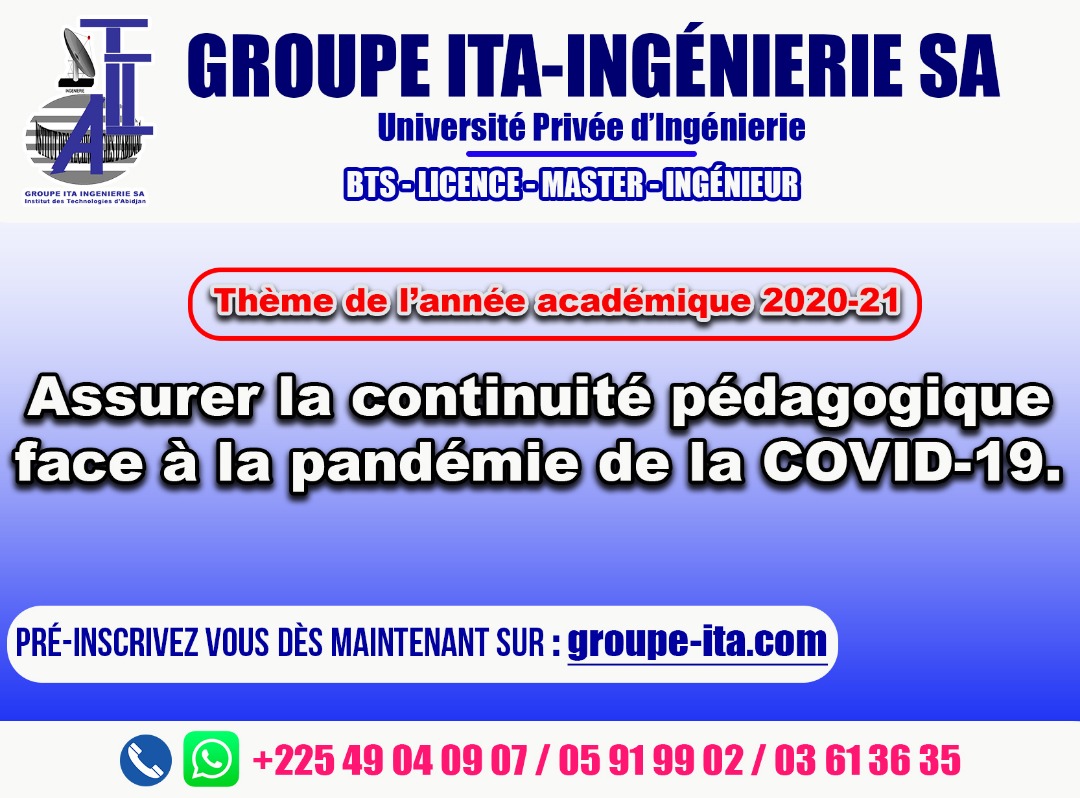 ITA
INGENIERIE
GROUPE ITA INGENIERIE SA
Institut des Technologies d'Abidjan
GROUPE ITA-INGÉNIERIE SA
Université Privée d’Ingénierie
BTS - LICENCE - MASTER - INGÉNIEUR
Thème de l’année académique 2020-21
Assurer la continuité pédagogique
face à la pandémie de la COVID-19.
PRÉ-INSCRIVEZ VOUS DÈS MAINTENANT SUR : groupe-ita.com
+225 49 04 09 07 / 05 91 99 02 / 03 61 36 35